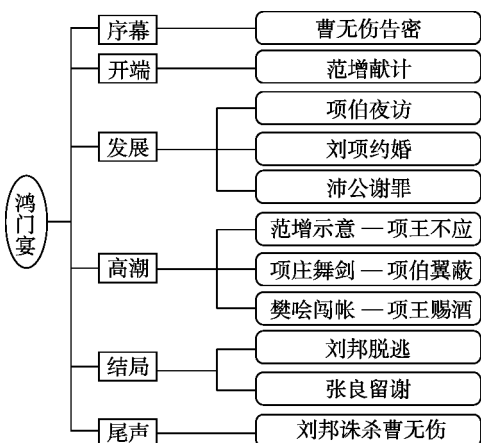 鸿门宴
序幕
曹无伤告密
开端
范增献计
发展
项伯夜访
刘项约婚
沛公谢罪
高潮
范增示意—项王不应
项庄舞剑—项伯翼蔽
樊哙闯帐—项王赐酒
结局
刘邦脱逃
张良留谢
尾声
刘邦诛杀曹无伤